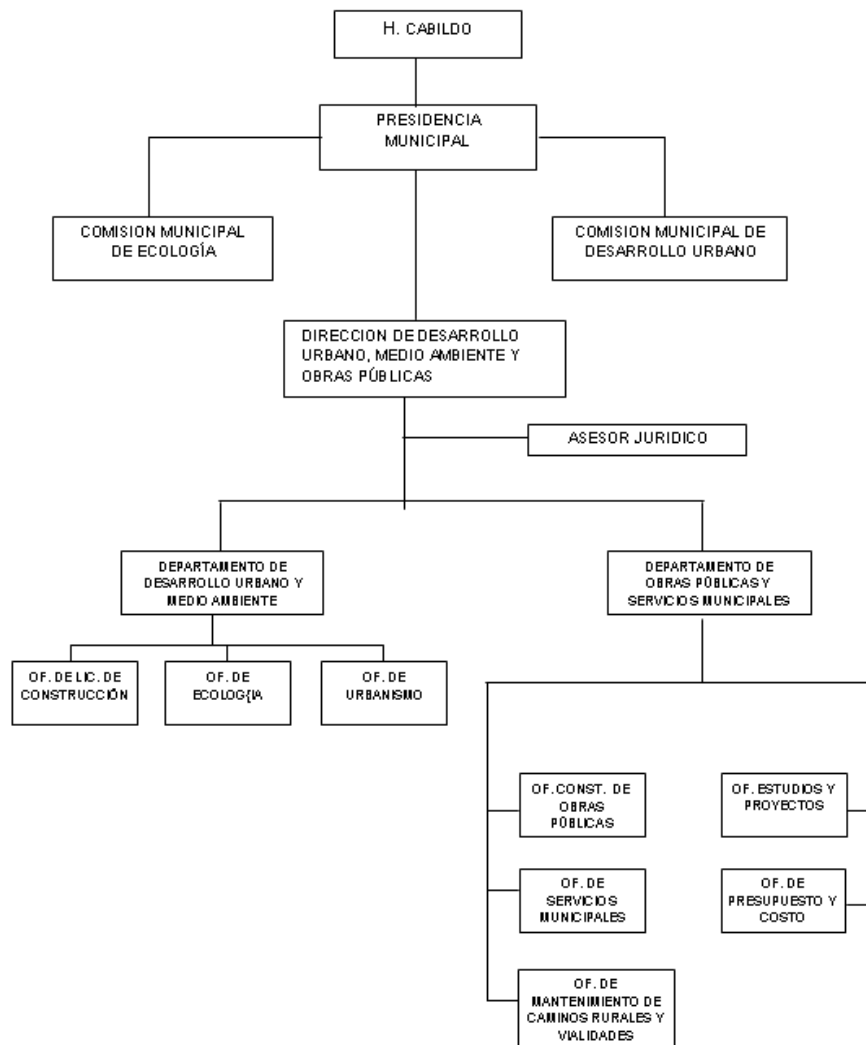 H. CABILDO
PRESIDENCIA
MUNICIPAL
COMISION MUNICIPAL
DE ECOLOGÍA
COMISION MUNICIPAL DE
DESARROLLO URBANO
DIRECCION DE DESARROLLO
URBANO, MEDIO AMBIENTE Y
OBRAS PÚBLICAS
ASESOR JURIDICO
DEPARTAMENTO DE
DESARROLLO URBANO Y
MEDIO AMBIENTE
DEPARTAMENTO DE
OBRAS PÚBLICAS Y
SERVICIOS MUNICIPALES
OF. DE LIC. DE
CONSTRUCCIÓN
OF. DE
ECOLOG{IA
OF. DE
URBANISMO
OF. CONST. DE
OBRAS
PÚBLICAS
OF. ESTUDIOS Y
PROYECTOS
OF. DE
SERVICIOS
MUNICIPALES
OF. DE
PRESUPUESTO Y
COSTO
OF. DE
MANTENIMIENTO DE
CAMINOS RURALES Y
VIALIDADES